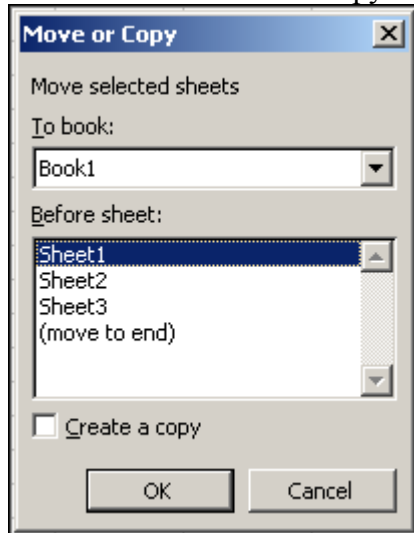 Move or Copy
Move selected sheets
To book:
Book1
Before sheet:
Sheet1
Sheet2
Sheet3
(move to end)
Create a copy
OK Cancel